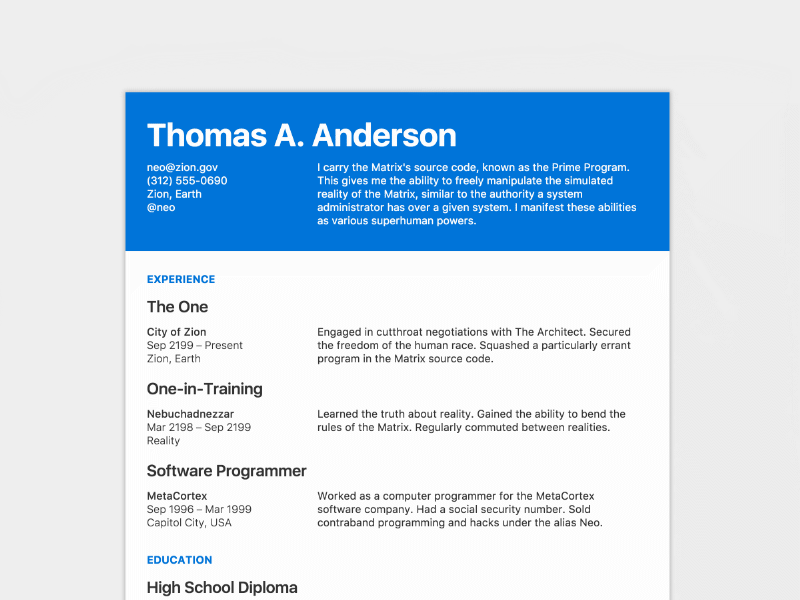 Thomas A. Anderson
neo@zion.gov
(312) 555-0690
Zion, Earth
@neo
I carry the Matrix's source code, known as the Prime Program.
This gives me the ability to freely manipulate the simulated
reality of the Matrix, similar to the authority a system
administrator has over a given system. I manifest these abilities
as various superhuman powers.
EXPERIENCE
The One
City of Zion
Sep 2199 – Present
Zion, Earth
Engaged in cutthroat negotiations with The Architect. Secured
the freedom of the human race. Squashed a particularly errant
program in the Matrix source code.
One-in-Training
Nebuchadnezzar
Mar 2198 – Sep 2199
Reality
Learned the truth about reality. Gained the ability to bend the
rules of the Matrix. Regularly commuted between realities.
Software Programmer
MetaCortex
Sep 1996 – Mar 1999
Capitol City, USA
Worked as a computer programmer for the MetaCortex
software company. Had a social security number. Sold
contraband programming and hacks under the alias Neo.
EDUCATION
High School Diploma